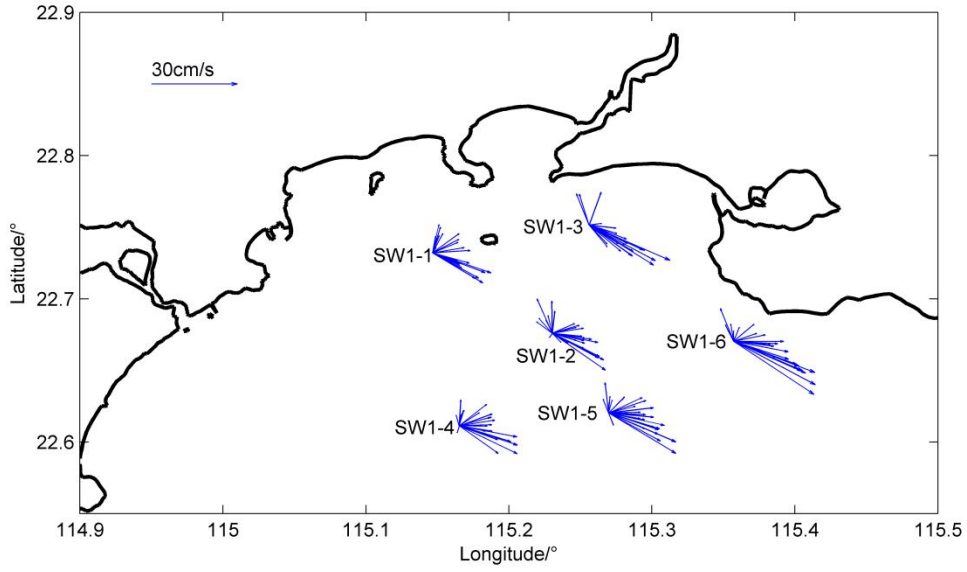 22.9
30cm/s
22.8
SW1-3
SW1-1
Latitude/°
22.7
SW1-6
SW1-2
SW1-5
SW1-4
22.6
114.9 115 115.1 115.2 115.3 115.4 115.5
Longitude/°